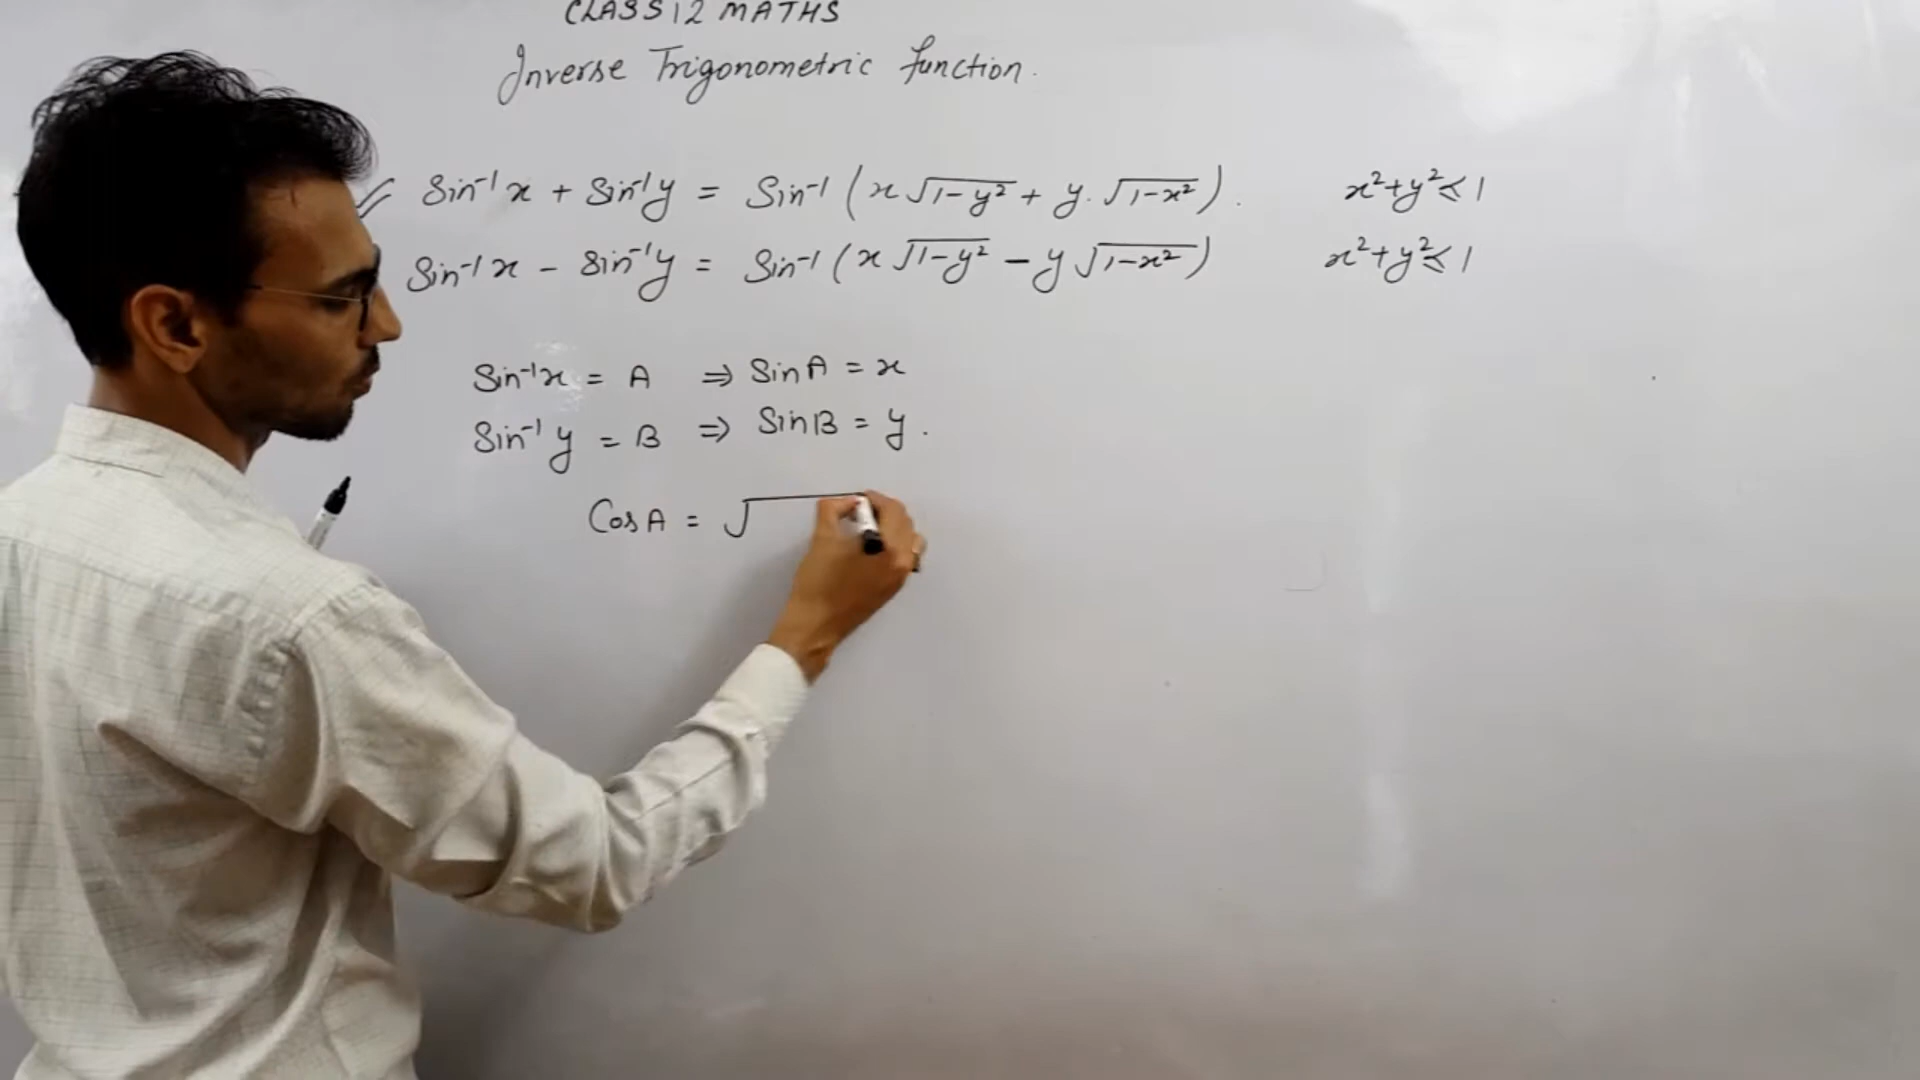 CLASS 12 MATHS
Inverse Trigonometric function.
Sin⁻¹x + Sin⁻¹y = Sin⁻¹ (x √1-y² + y. √1-x²). x²+y² ≤ 1
Sin⁻¹x - Sin⁻¹y = Sin⁻¹ (x √1-y² - y √1-x²) x²+y² ≤ 1
Sin⁻¹x = A ⇒ SinA = x
Sin⁻¹y = B ⇒ SinB = y.
CosA = √